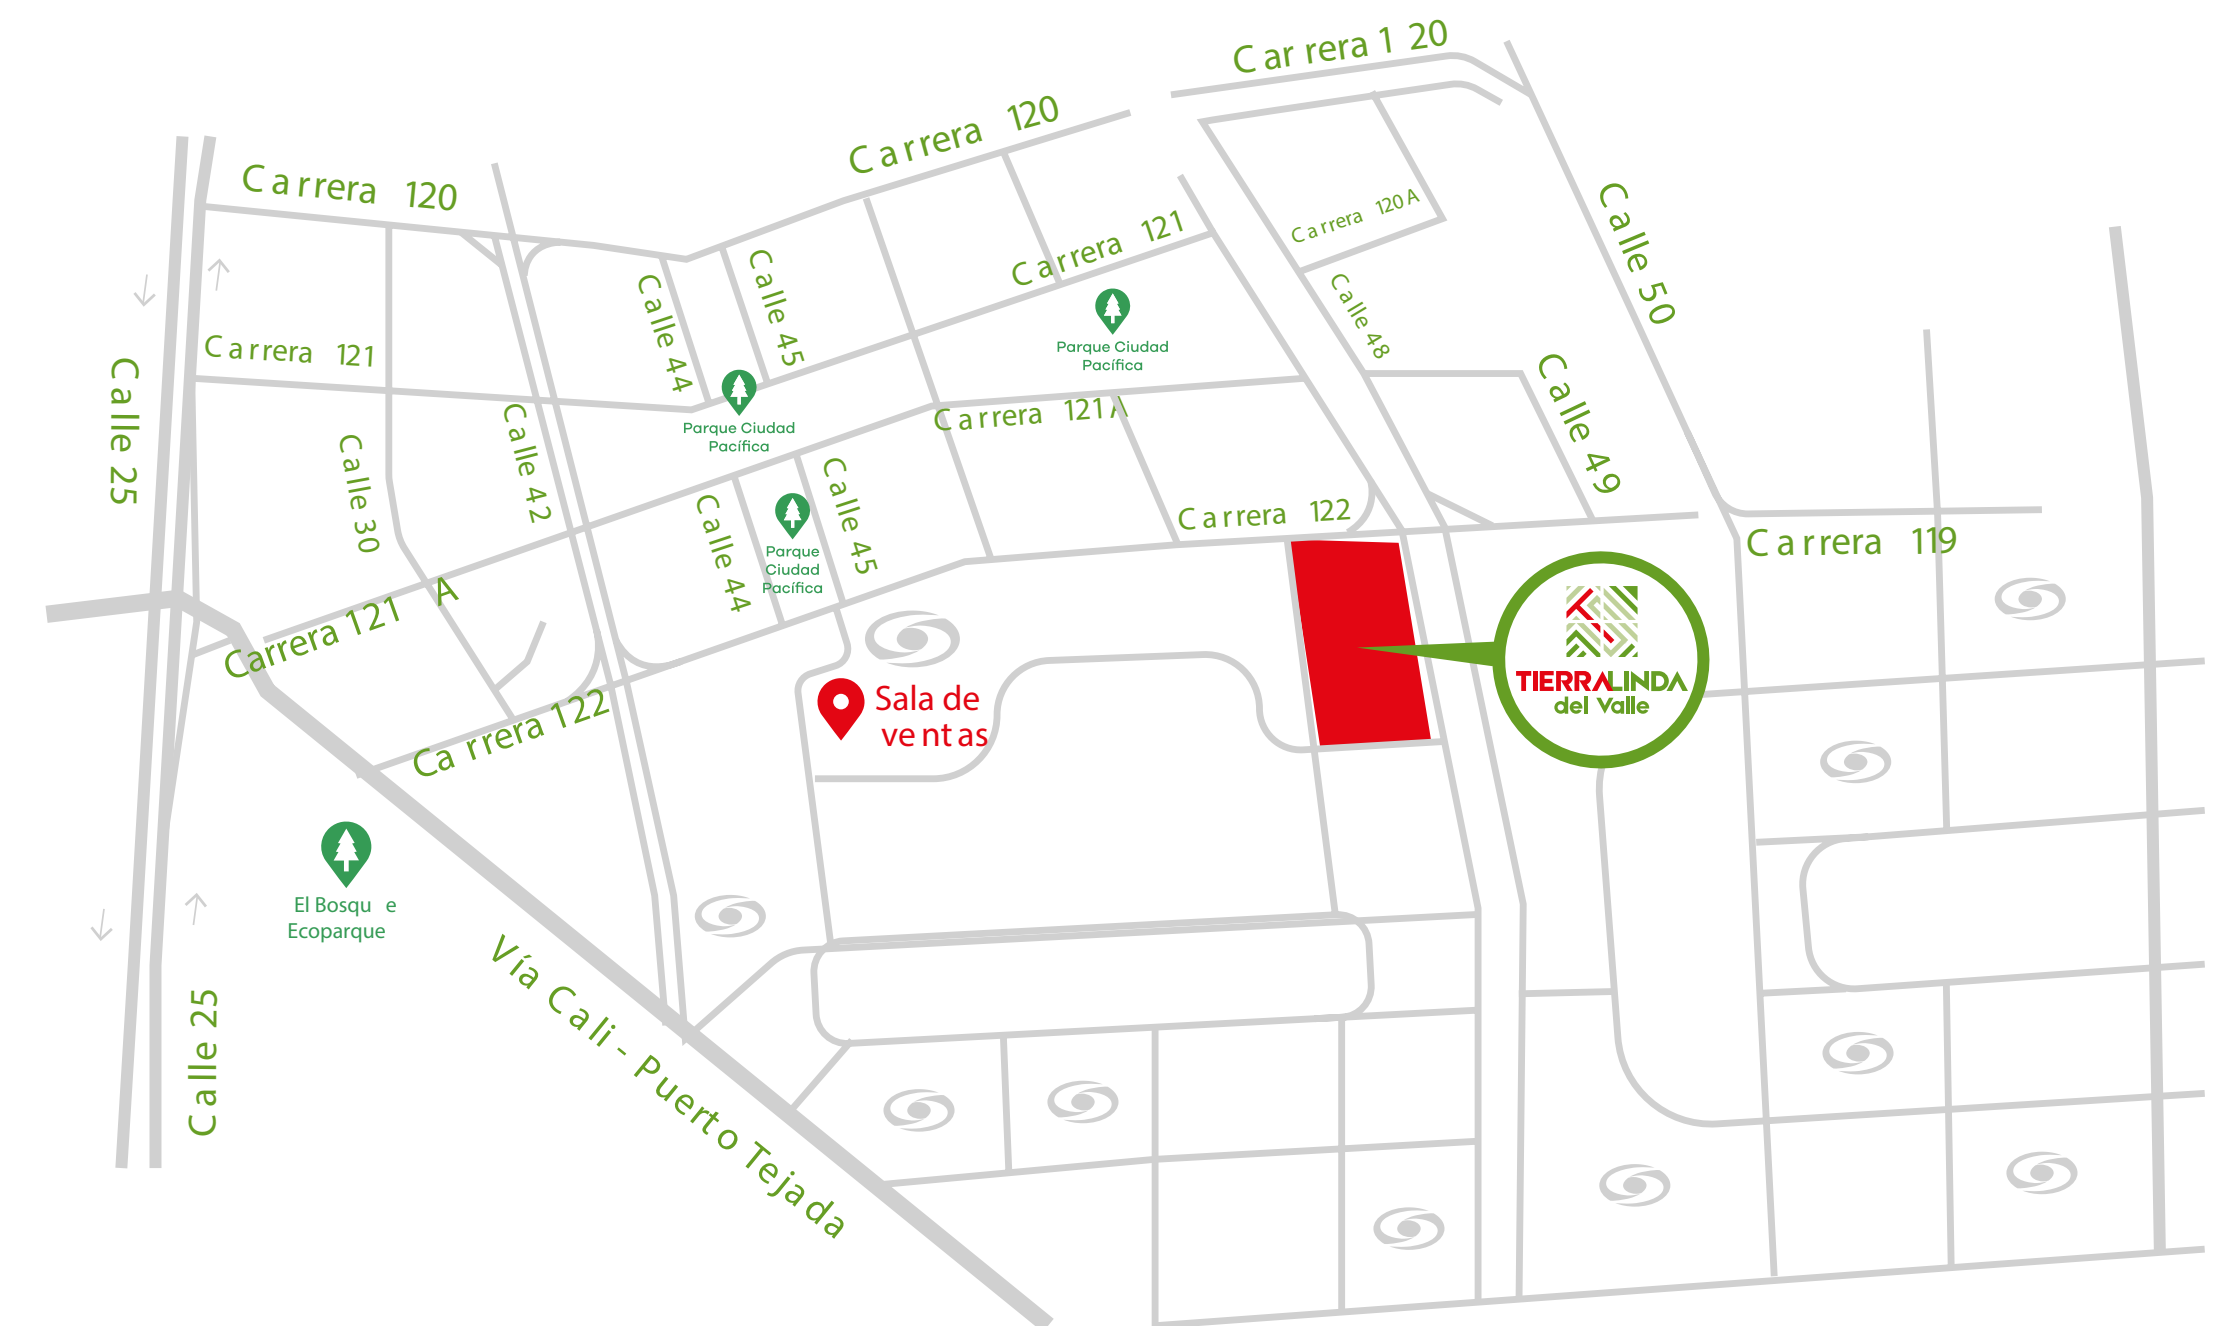 Carrera 120
Carrera 120
Carrera 120
Carrera 121
Carrera 120 A
Calle 50
Calle 45
Calle 44
Calle 48
Carrera 121
Parque Ciudad
Pacífica
Calle 25
Calle 42
Calle 30
Parque Ciudad
Pacífica
Carrera 121 A
Calle 49
Calle 44
Calle 45
Parque
Ciudad
Pacífica
Carrera 122
Carrera 119
Carrera 121 A
Carrera 122
Sala de
ventas
TIERRALINDA
del Valle
El Bosque
Ecoparque
Vía Cali - Puerto Tejada
Calle 25